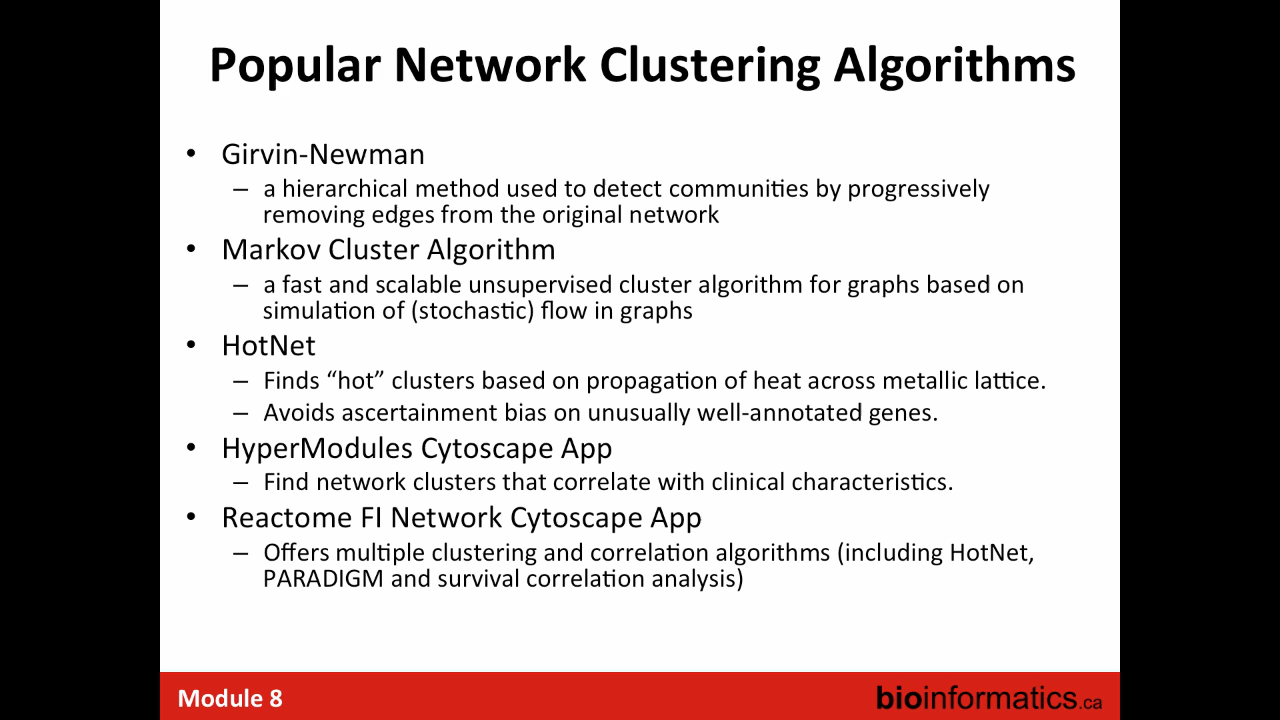 Popular Network Clustering Algorithms
• Girvin-Newman
– a hierarchical method used to detect communities by progressively
removing edges from the original network
• Markov Cluster Algorithm
– a fast and scalable unsupervised cluster algorithm for graphs based on
simulation of (stochastic) flow in graphs
• HotNet
– Finds “hot” clusters based on propagation of heat across metallic lattice.
– Avoids ascertainment bias on unusually well-annotated genes.
• HyperModules Cytoscape App
– Find network clusters that correlate with clinical characteristics.
• Reactome FI Network Cytoscape App
– Offers multiple clustering and correlation algorithms (including HotNet,
PARADIGM and survival correlation analysis)
Module 8
bioinformatics.ca